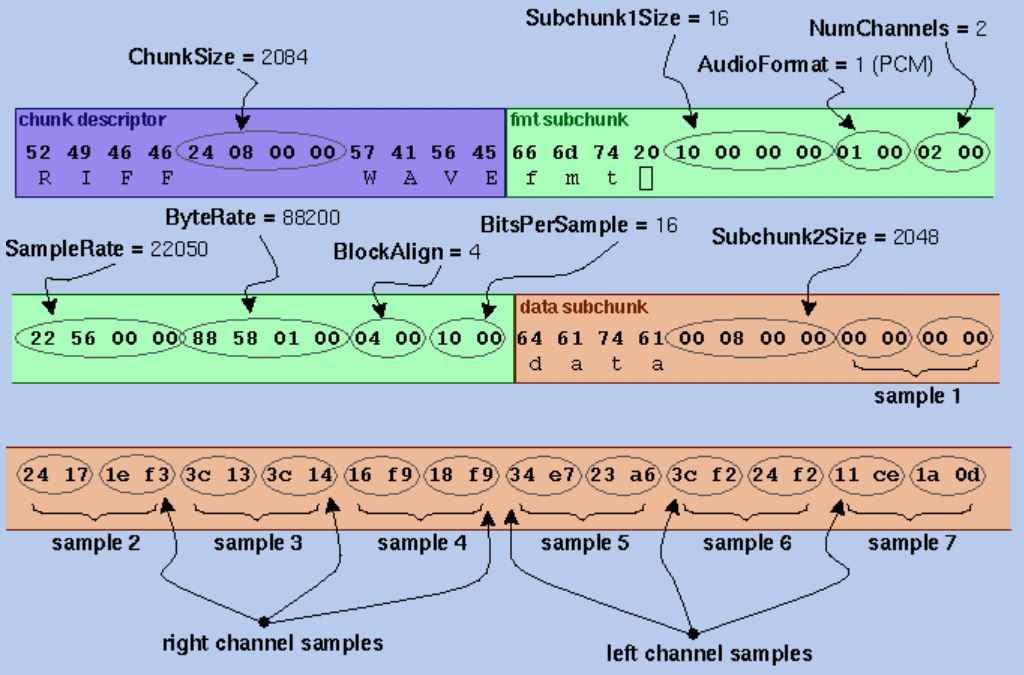 Subchunk1Size = 16
NumChannels = 2
ChunkSize = 2084
AudioFormat = 1 (PCM)
chunk descriptor
fmt subchunk
52 49 46 46 24 08 00 00 57 41 56 45 66 6d 74 20 10 00 00 00 01 00 02 00
R I F F W A V E f m t
ByteRate = 88200
BitsPerSample = 16
SampleRate = 22050
BlockAlign = 4
Subchunk2Size = 2048
data subchunk
22 56 00 00 88 58 01 00 04 00 10 00 64 61 74 61 00 08 00 00 00 00 00 00
d a t a
sample 1
24 17 1e f3 3c 13 3c 14 16 f9 18 f9 34 e7 23 a6 3c f2 24 f2 11 ce 1a 0d
sample 2 sample 3 sample 4 sample 5 sample 6 sample 7
right channel samples
left channel samples